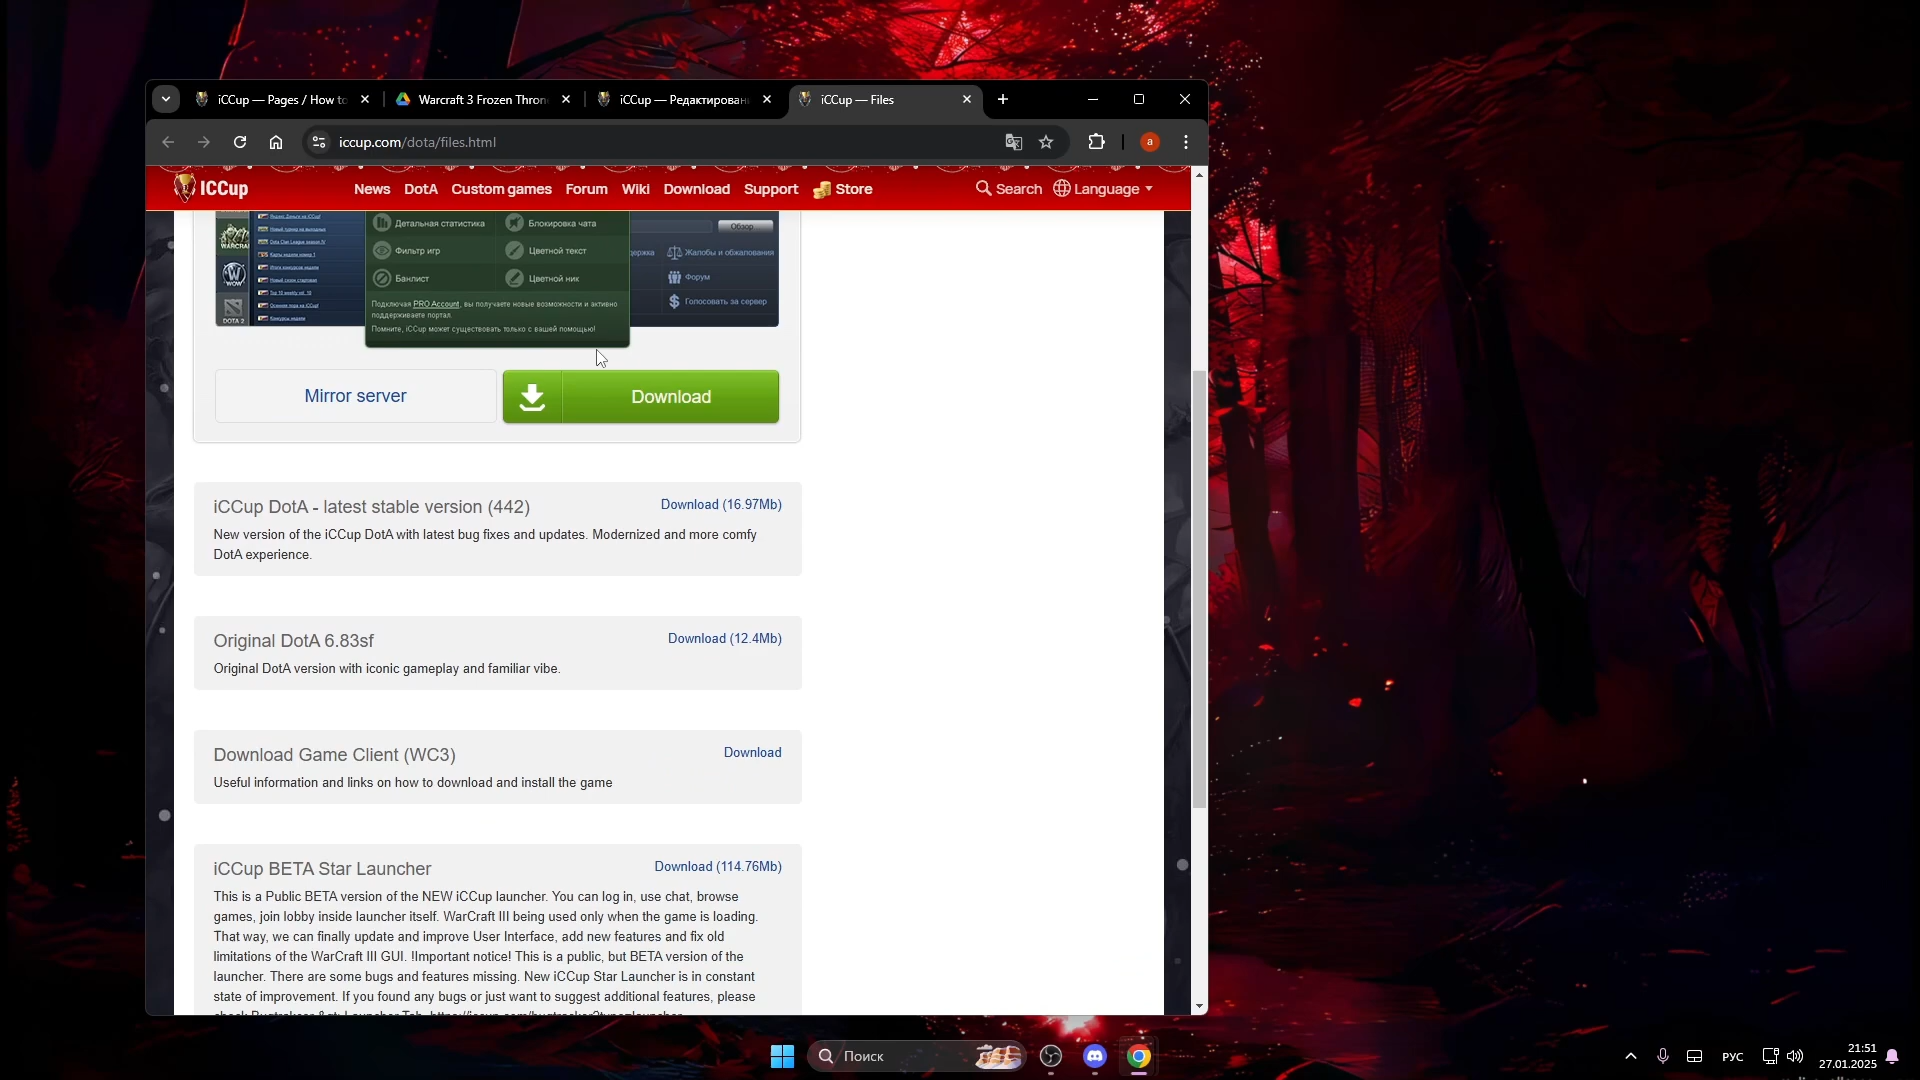 iCCup — Pages / How to
Warcraft 3 Frozen Thron
iCCup — Редактирован
iCCup — Files
iccup.com/dota/files.html
a
ICCup
News
DotA
Custom games
Forum
Wiki
Download
Support
Store
Search
Language
Детальная статистика
Блокировка чата
Обзор
Фильтр игр
Цветной текст
держка
Жалобы и обжалования
Банлист
Цветной ник
Форум
Голосовать за сервер
WOW
DOTA 2
Подключая PRO Account, вы получаете новые возможности и активно
поддерживаете портал.
Помните, iCCup может существовать только с вашей помощью!
Mirror server
Download
iCCup DotA - latest stable version (442)
Download (16.97Mb)
New version of the iCCup DotA with latest bug fixes and updates. Modernized and more comfy
DotA experience.
Original DotA 6.83sf
Download (12.4Mb)
Original DotA version with iconic gameplay and familiar vibe.
Download Game Client (WC3)
Download
Useful information and links on how to download and install the game
iCCup BETA Star Launcher
Download (114.76Mb)
This is a Public BETA version of the NEW iCCup launcher. You can log in, use chat, browse
games, join lobby inside launcher itself. WarCraft III being used only when the game is loading.
That way, we can finally update and improve User Interface, add new features and fix old
limitations of the WarCraft III GUI. !Important notice! This is a public, but BETA version of the
launcher. There are some bugs and features missing. New iCCup Star Launcher is in constant
state of improvement. If you found any bugs or just want to suggest additional features, please
Поиск
РУС
21:51
27.01.2025